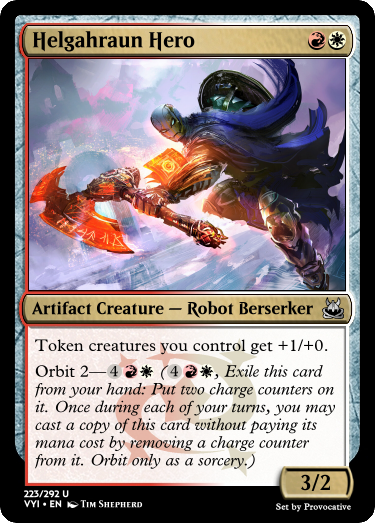 Helgahraun Hero
Artifact Creature — Robot Berserker
Token creatures you control get +1/+0.
Orbit 2—4RW (4RW, Exile this card
from your hand: Put two charge counters on
it. Once during each of your turns, you may
cast a copy of this card without paying its
mana cost by removing a charge counter
from it. Orbit only as a sorcery.)
3/2
223/292 U
VYI • EN Tim Shepherd
Set by Provocative